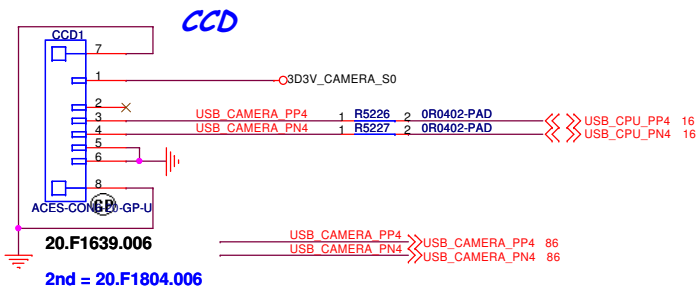 CCD
CCD1
7
1
3D3V_CAMERA_S0
2
3 USB_CAMERA_PP4 1 R5226 2 0R0402-PAD USB_CPU_PP4 16
4 USB_CAMERA_PN4 1 R5227 2 0R0402-PAD USB_CPU_PN4 16
5
6
8
CP
20.F1639.006
USB_CAMERA_PP4 USB_CAMERA_PP4 86
USB_CAMERA_PN4 USB_CAMERA_PN4 86
2nd = 20.F1804.006